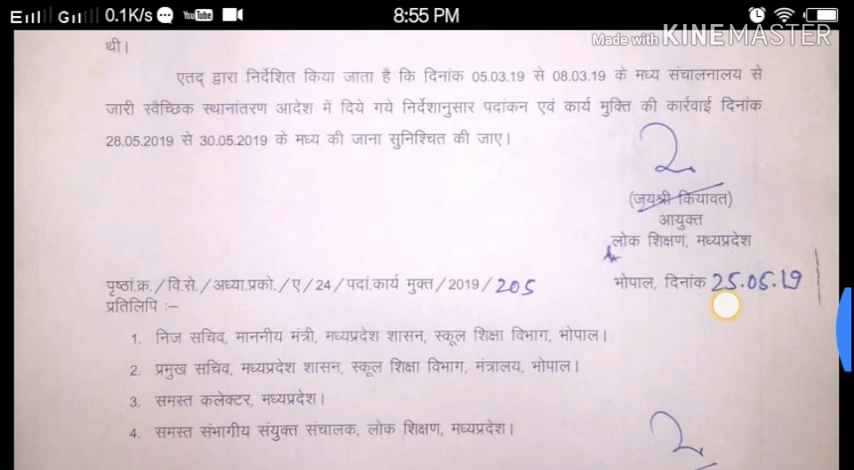 E G 0.1K/s YouTube 8:55 PM
Made with KINEMASTER
थी।
एतद् द्वारा निर्देशित किया जाता है कि दिनांक 05.03.19 से 08.03.19 के मध्य संचालनालय से
जारी स्वैच्छिक स्थानांतरण आदेश में दिये गये निर्देशानुसार पदांकन एवं कार्य मुक्ति की कार्रवाई दिनांक
28.05.2019 से 30.05.2019 के मध्य की जाना सुनिश्चित की जाए।
(जयश्री कियावत)
आयुक्त
लोक शिक्षण, मध्यप्रदेश
पृष्ठां.क्र./वि.से./अध्या.प्रको./ए/24/पदां.कार्य मुक्त/2019/205 भोपाल, दिनांक 25.05.19
प्रतिलिपि :–
1. निज सचिव, माननीय मंत्री, मध्यप्रदेश शासन, स्कूल शिक्षा विभाग, भोपाल।
2. प्रमुख सचिव, मध्यप्रदेश शासन, स्कूल शिक्षा विभाग, मंत्रालय, भोपाल।
3. समस्त कलेक्टर, मध्यप्रदेश।
4. समस्त संभागीय संयुक्त संचालक, लोक शिक्षण, मध्यप्रदेश।